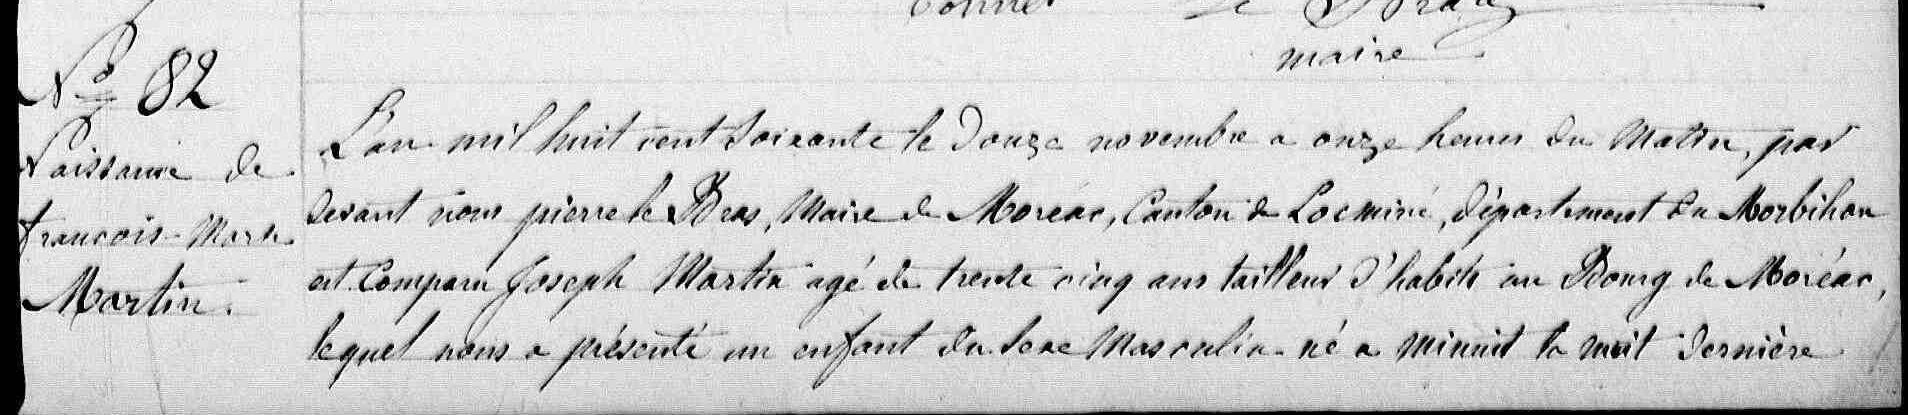 maire
N° 82
Naissance de
françois-Marie
Martin.
L'an mil huit cent soixante le douze novembre a onze heures du Matin, par
devant nous pierre le Bras, Maire de Moréac, Canton de Locminé, département du Morbihan
est Comparu Joseph Martin agé de trente cinq ans tailleur d'habits au Bourg de Moréac,
lequel nous a présenté un enfant du sexe Masculin né a minuit la nuit dernière